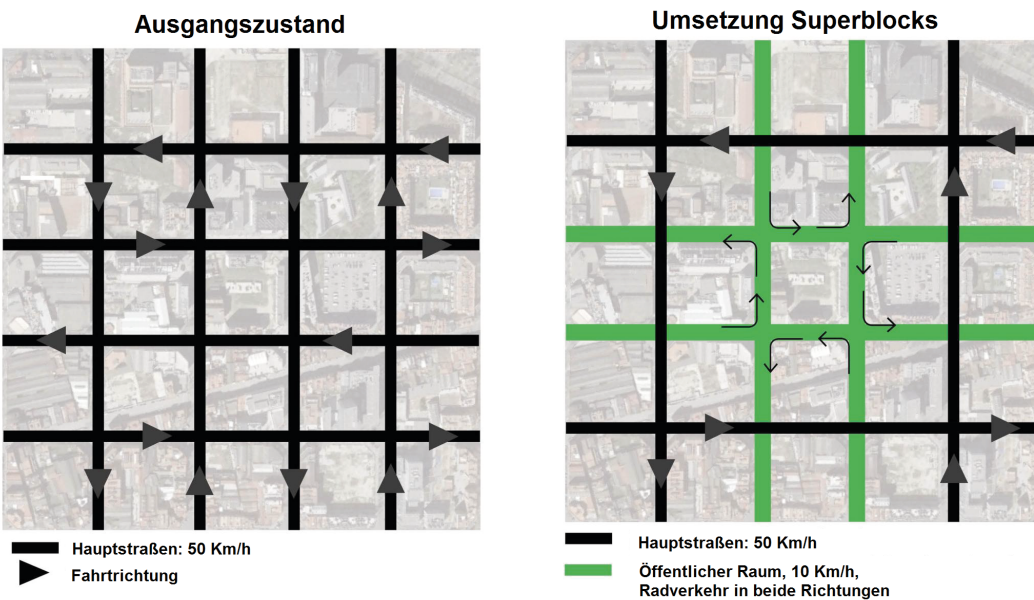 Ausgangszustand
Umsetzung Superblocks
Hauptstraßen: 50 Km/h
Fahrtrichtung
Hauptstraßen: 50 Km/h
Öffentlicher Raum, 10 Km/h,
Radverkehr in beide Richtungen